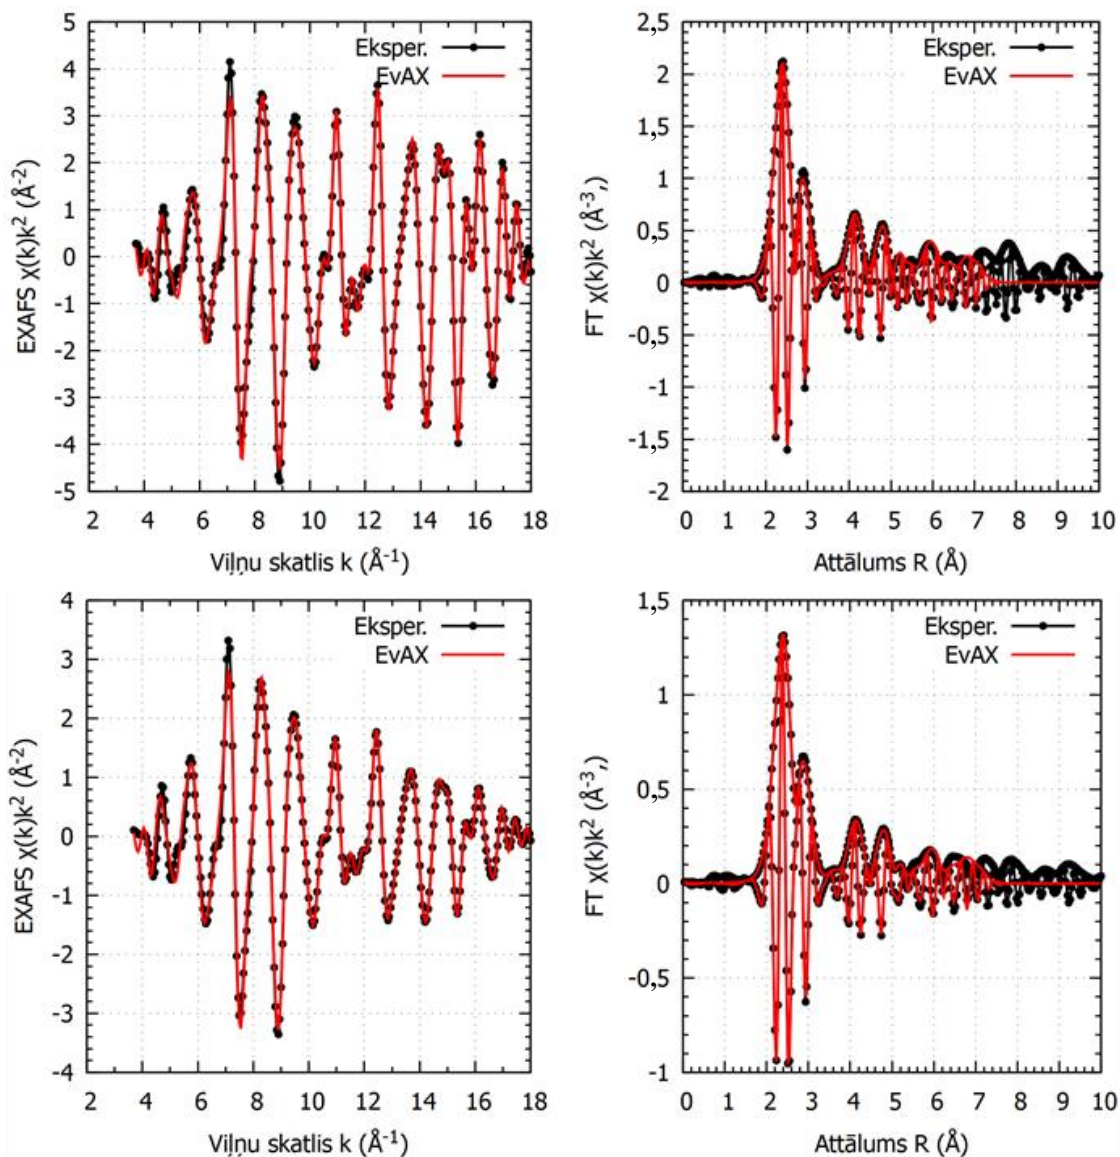 5
4
3
2
1
0
-1
-2
-3
-4
-5
2 4 6 8 10 12 14 16 18
EXAFS χ(k)k² (Å⁻²)
Viļņu skatlis k (Å⁻¹)
Eksper.
EvAX
2,5
2
1,5
1
0,5
0
-0,5
-1
-1,5
-2
0 1 2 3 4 5 6 7 8 9 10
FT χ(k)k² (Å⁻³,)
Attālums R (Å)
Eksper.
EvAX
4
3
2
1
0
-1
-2
-3
-4
2 4 6 8 10 12 14 16 18
EXAFS χ(k)k² (Å⁻²)
Viļņu skatlis k (Å⁻¹)
Eksper.
EvAX
1,5
1
0,5
0
-0,5
-1
0 1 2 3 4 5 6 7 8 9 10
FT χ(k)k² (Å⁻³,)
Attālums R (Å)
Eksper.
EvAX